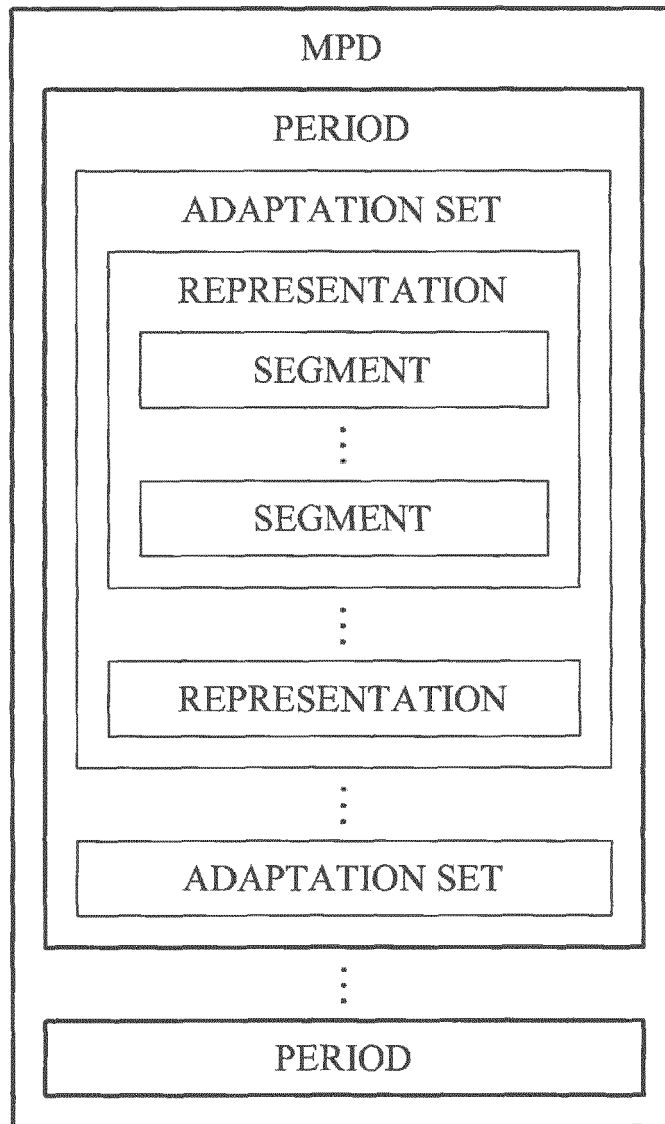 MPD
PERIOD
ADAPTATION SET
REPRESENTATION
SEGMENT
SEGMENT
REPRESENTATION
ADAPTATION SET
PERIOD